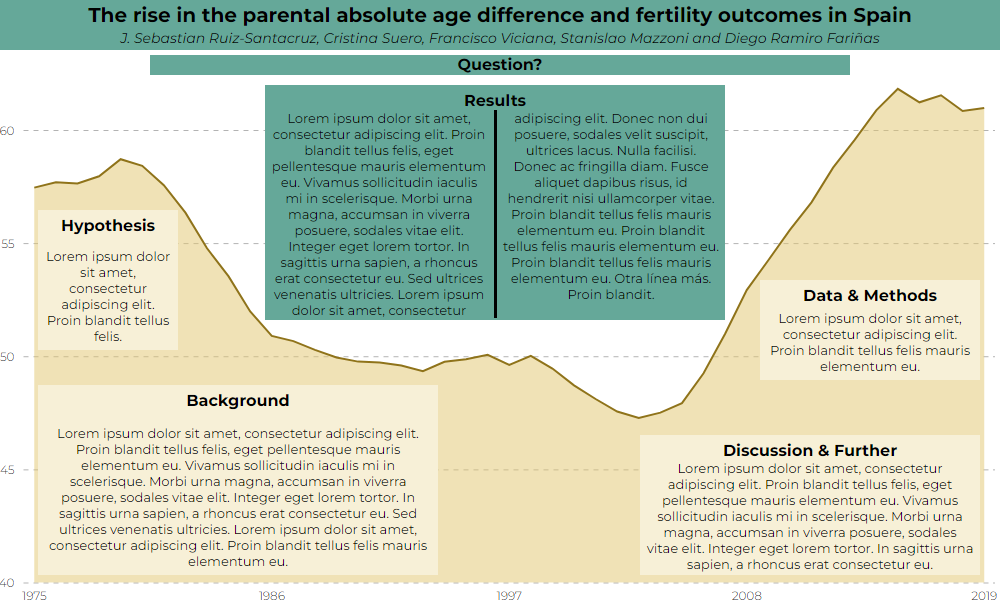 The rise in the parental absolute age difference and fertility outcomes in Spain
J. Sebastian Ruiz-Santacruz, Cristina Suero, Francisco Viciana, Stanislao Mazzoni and Diego Ramiro Fariñas
Question?
Results
Lorem ipsum dolor sit amet,
consectetur adipiscing elit. Proin
blandit tellus felis, eget
pellentesque mauris elementum
eu. Vivamus sollicitudin iaculis
mi in scelerisque. Morbi urna
magna, accumsan in viverra
posuere, sodales vitae elit.
Integer eget lorem tortor. In
sagittis urna sapien, a rhoncus
erat consectetur eu. Sed ultrices
venenatis ultricies. Lorem ipsum
dolor sit amet, consectetur
adipiscing elit. Donec non dui
posuere, sodales velit suscipit,
ultrices lacus. Nulla facilisi.
Donec ac fringilla diam. Fusce
aliquet dapibus risus, id
hendrerit nisi ullamcorper vitae.
Proin blandit tellus felis mauris
elementum eu. Proin blandit
tellus felis mauris elementum eu.
Proin blandit tellus felis mauris
elementum eu. Otra línea más.
Proin blandit.
Hypothesis
Lorem ipsum dolor
sit amet,
consectetur
adipiscing elit.
Proin blandit tellus
felis.
Data & Methods
Lorem ipsum dolor sit amet,
consectetur adipiscing elit.
Proin blandit tellus felis mauris
elementum eu.
Background
Lorem ipsum dolor sit amet, consectetur adipiscing elit.
Proin blandit tellus felis, eget pellentesque mauris
elementum eu. Vivamus sollicitudin iaculis mi in
scelerisque. Morbi urna magna, accumsan in viverra
posuere, sodales vitae elit. Integer eget lorem tortor. In
sagittis urna sapien, a rhoncus erat consectetur eu. Sed
ultrices venenatis ultricies. Lorem ipsum dolor sit amet,
consectetur adipiscing elit. Proin blandit tellus felis mauris
elementum eu.
Discussion & Further
Lorem ipsum dolor sit amet, consectetur
adipiscing elit. Proin blandit tellus felis, eget
pellentesque mauris elementum eu. Vivamus
sollicitudin iaculis mi in scelerisque. Morbi urna
magna, accumsan in viverra posuere, sodales
vitae elit. Integer eget lorem tortor. In sagittis urna
sapien, a rhoncus erat consectetur eu.
60
55
50
45
40
1975 1986 1997 2008 2019